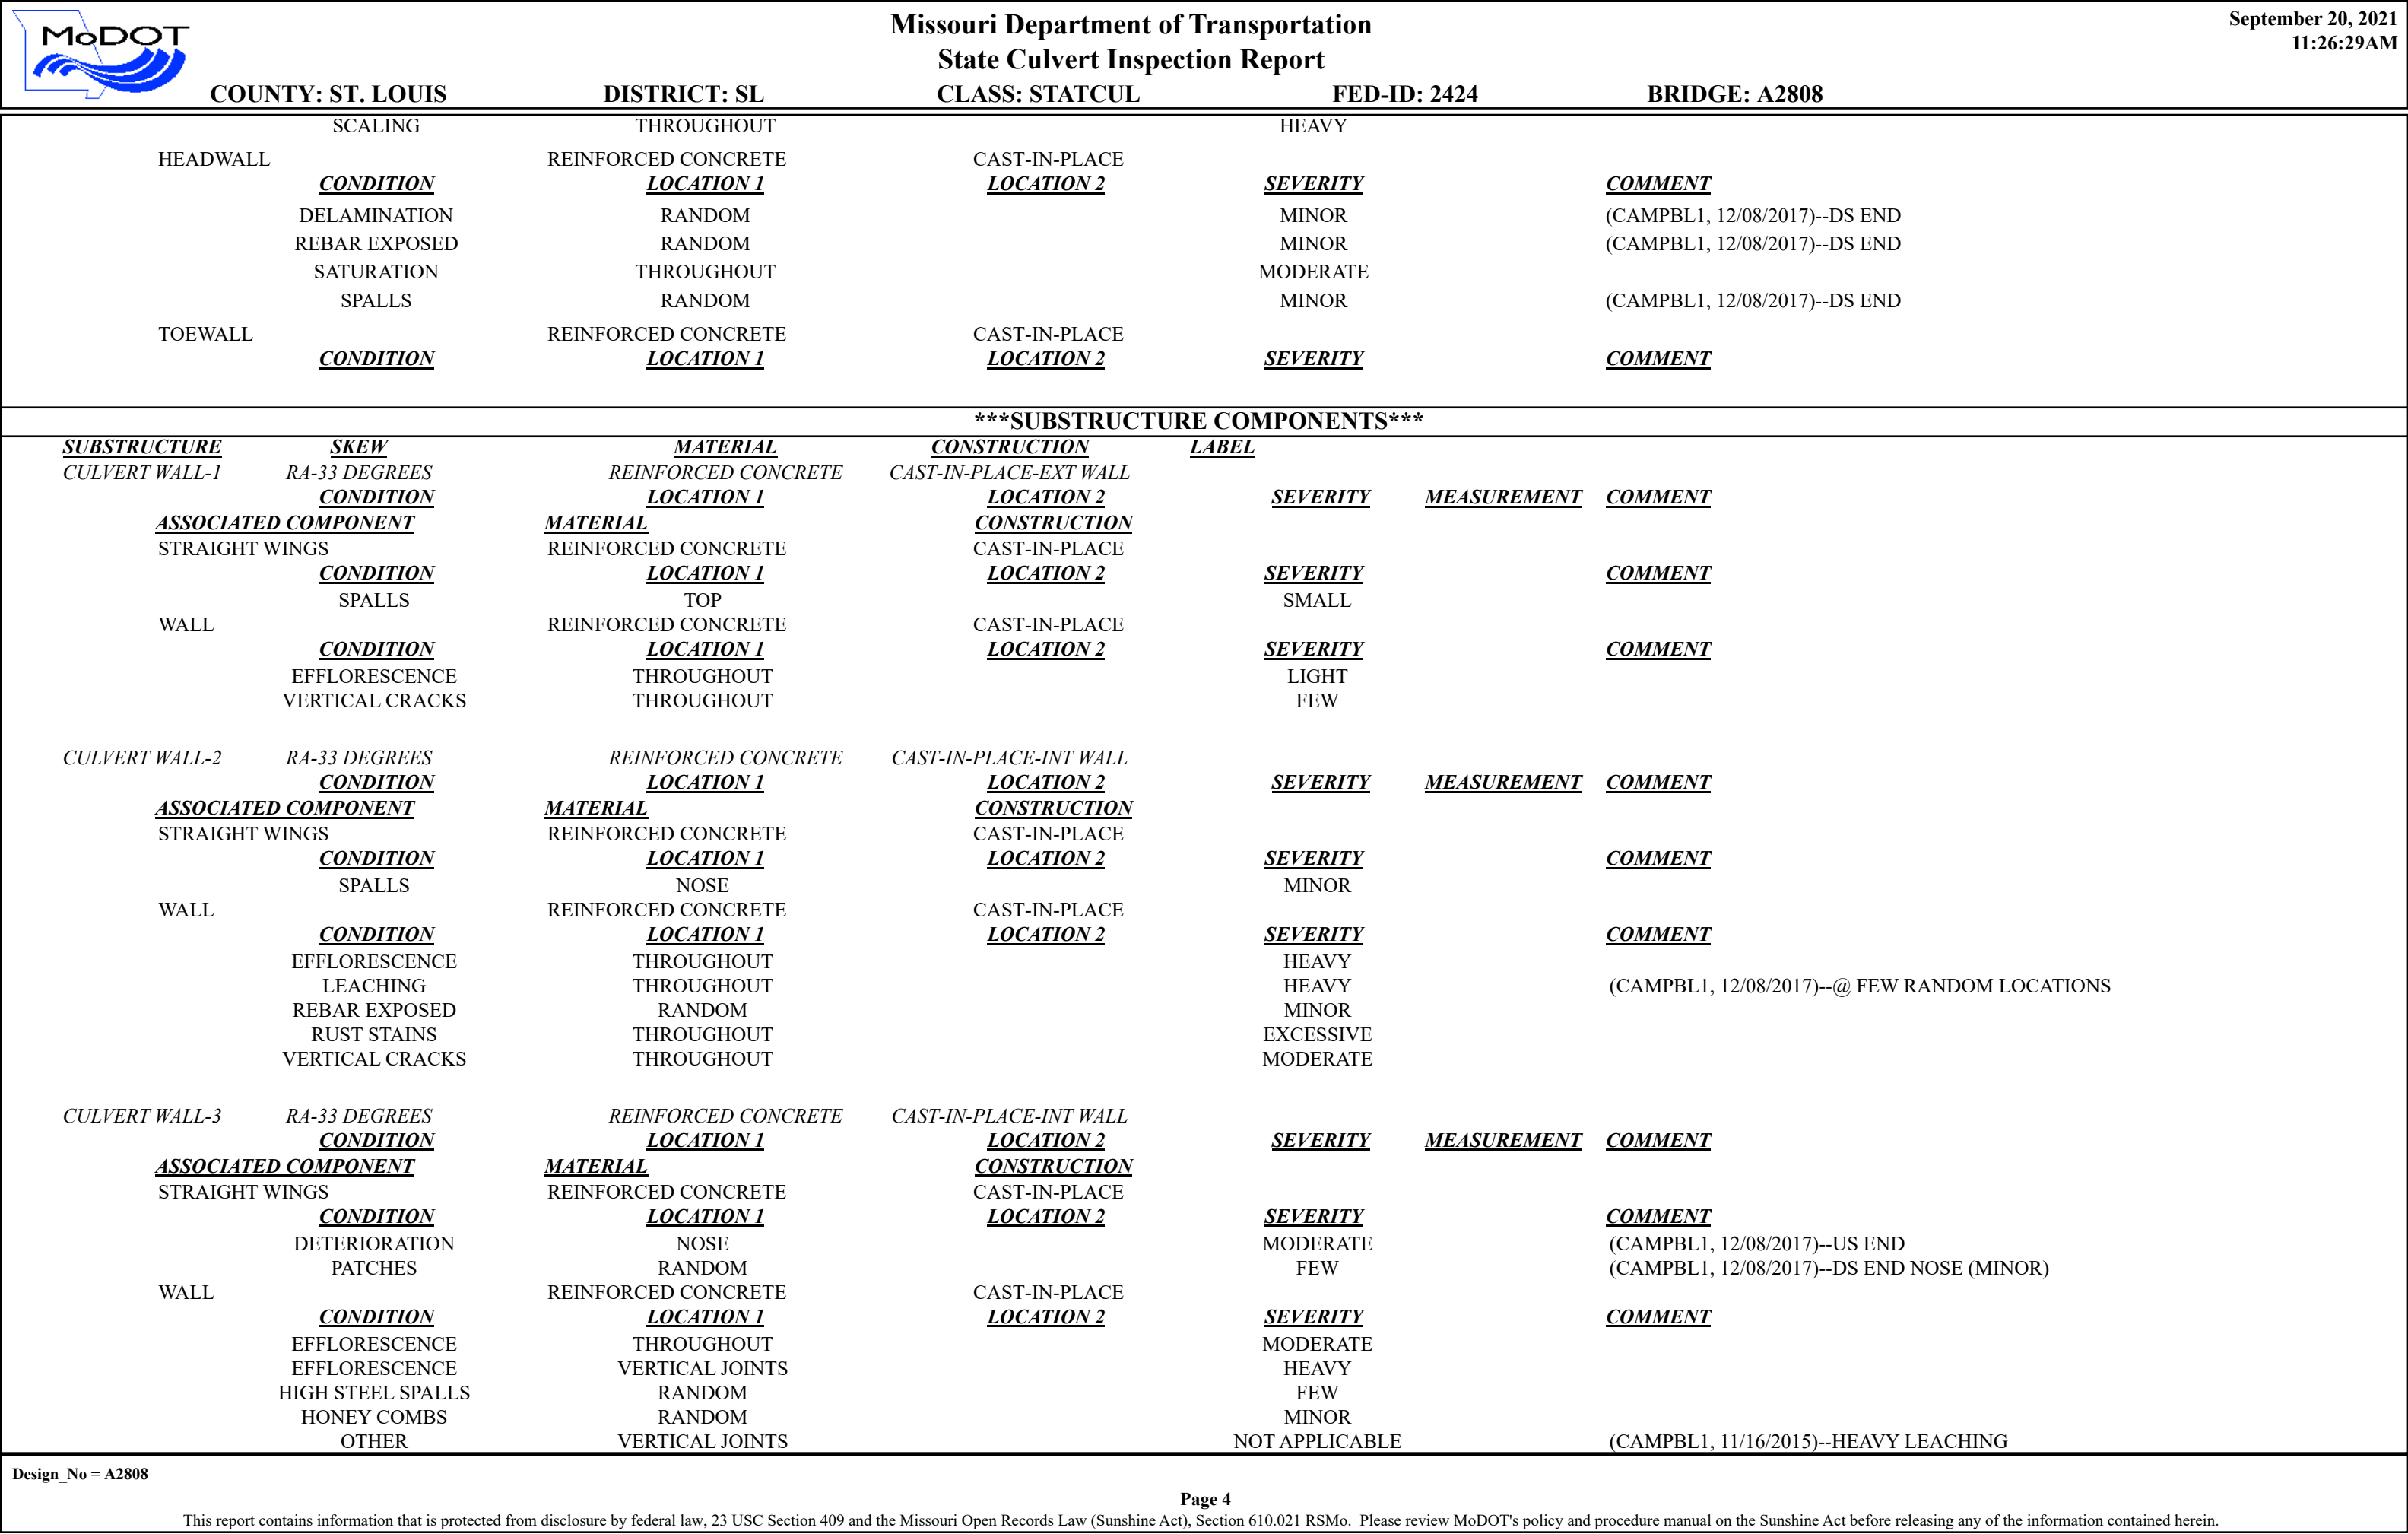 MoDOT
Missouri Department of Transportation
State Culvert Inspection Report
September 20, 2021
11:26:29AM
COUNTY: ST. LOUIS DISTRICT: SL CLASS: STATCUL FED-ID: 2424 BRIDGE: A2808
SCALING THROUGHOUT HEAVY
HEADWALL REINFORCED CONCRETE CAST-IN-PLACE
CONDITION LOCATION 1 LOCATION 2 SEVERITY COMMENT
DELAMINATION RANDOM MINOR (CAMPBL1, 12/08/2017)--DS END
REBAR EXPOSED RANDOM MINOR (CAMPBL1, 12/08/2017)--DS END
SATURATION THROUGHOUT MODERATE
SPALLS RANDOM MINOR (CAMPBL1, 12/08/2017)--DS END
TOEWALL REINFORCED CONCRETE CAST-IN-PLACE
CONDITION LOCATION 1 LOCATION 2 SEVERITY COMMENT
***SUBSTRUCTURE COMPONENTS***
SUBSTRUCTURE SKEW MATERIAL CONSTRUCTION LABEL
CULVERT WALL-1 RA-33 DEGREES REINFORCED CONCRETE CAST-IN-PLACE-EXT WALL
CONDITION LOCATION 1 LOCATION 2 SEVERITY MEASUREMENT COMMENT
ASSOCIATED COMPONENT MATERIAL CONSTRUCTION
STRAIGHT WINGS REINFORCED CONCRETE CAST-IN-PLACE
CONDITION LOCATION 1 LOCATION 2 SEVERITY COMMENT
SPALLS TOP SMALL
WALL REINFORCED CONCRETE CAST-IN-PLACE
CONDITION LOCATION 1 LOCATION 2 SEVERITY COMMENT
EFFLORESCENCE THROUGHOUT LIGHT
VERTICAL CRACKS THROUGHOUT FEW
CULVERT WALL-2 RA-33 DEGREES REINFORCED CONCRETE CAST-IN-PLACE-INT WALL
CONDITION LOCATION 1 LOCATION 2 SEVERITY MEASUREMENT COMMENT
ASSOCIATED COMPONENT MATERIAL CONSTRUCTION
STRAIGHT WINGS REINFORCED CONCRETE CAST-IN-PLACE
CONDITION LOCATION 1 LOCATION 2 SEVERITY COMMENT
SPALLS NOSE MINOR
WALL REINFORCED CONCRETE CAST-IN-PLACE
CONDITION LOCATION 1 LOCATION 2 SEVERITY COMMENT
EFFLORESCENCE THROUGHOUT HEAVY
LEACHING THROUGHOUT HEAVY (CAMPBL1, 12/08/2017)--@ FEW RANDOM LOCATIONS
REBAR EXPOSED RANDOM MINOR
RUST STAINS THROUGHOUT EXCESSIVE
VERTICAL CRACKS THROUGHOUT MODERATE
CULVERT WALL-3 RA-33 DEGREES REINFORCED CONCRETE CAST-IN-PLACE-INT WALL
CONDITION LOCATION 1 LOCATION 2 SEVERITY MEASUREMENT COMMENT
ASSOCIATED COMPONENT MATERIAL CONSTRUCTION
STRAIGHT WINGS REINFORCED CONCRETE CAST-IN-PLACE
CONDITION LOCATION 1 LOCATION 2 SEVERITY COMMENT
DETERIORATION NOSE MODERATE (CAMPBL1, 12/08/2017)--US END
PATCHES RANDOM FEW (CAMPBL1, 12/08/2017)--DS END NOSE (MINOR)
WALL REINFORCED CONCRETE CAST-IN-PLACE
CONDITION LOCATION 1 LOCATION 2 SEVERITY COMMENT
EFFLORESCENCE THROUGHOUT MODERATE
EFFLORESCENCE VERTICAL JOINTS HEAVY
HIGH STEEL SPALLS RANDOM FEW
HONEY COMBS RANDOM MINOR
OTHER VERTICAL JOINTS NOT APPLICABLE (CAMPBL1, 11/16/2015)--HEAVY LEACHING
Design_No = A2808
Page 4
This report contains information that is protected from disclosure by federal law, 23 USC Section 409 and the Missouri Open Records Law (Sunshine Act), Section 610.021 RSMo. Please review MoDOT's policy and procedure manual on the Sunshine Act before releasing any of the information contained herein.